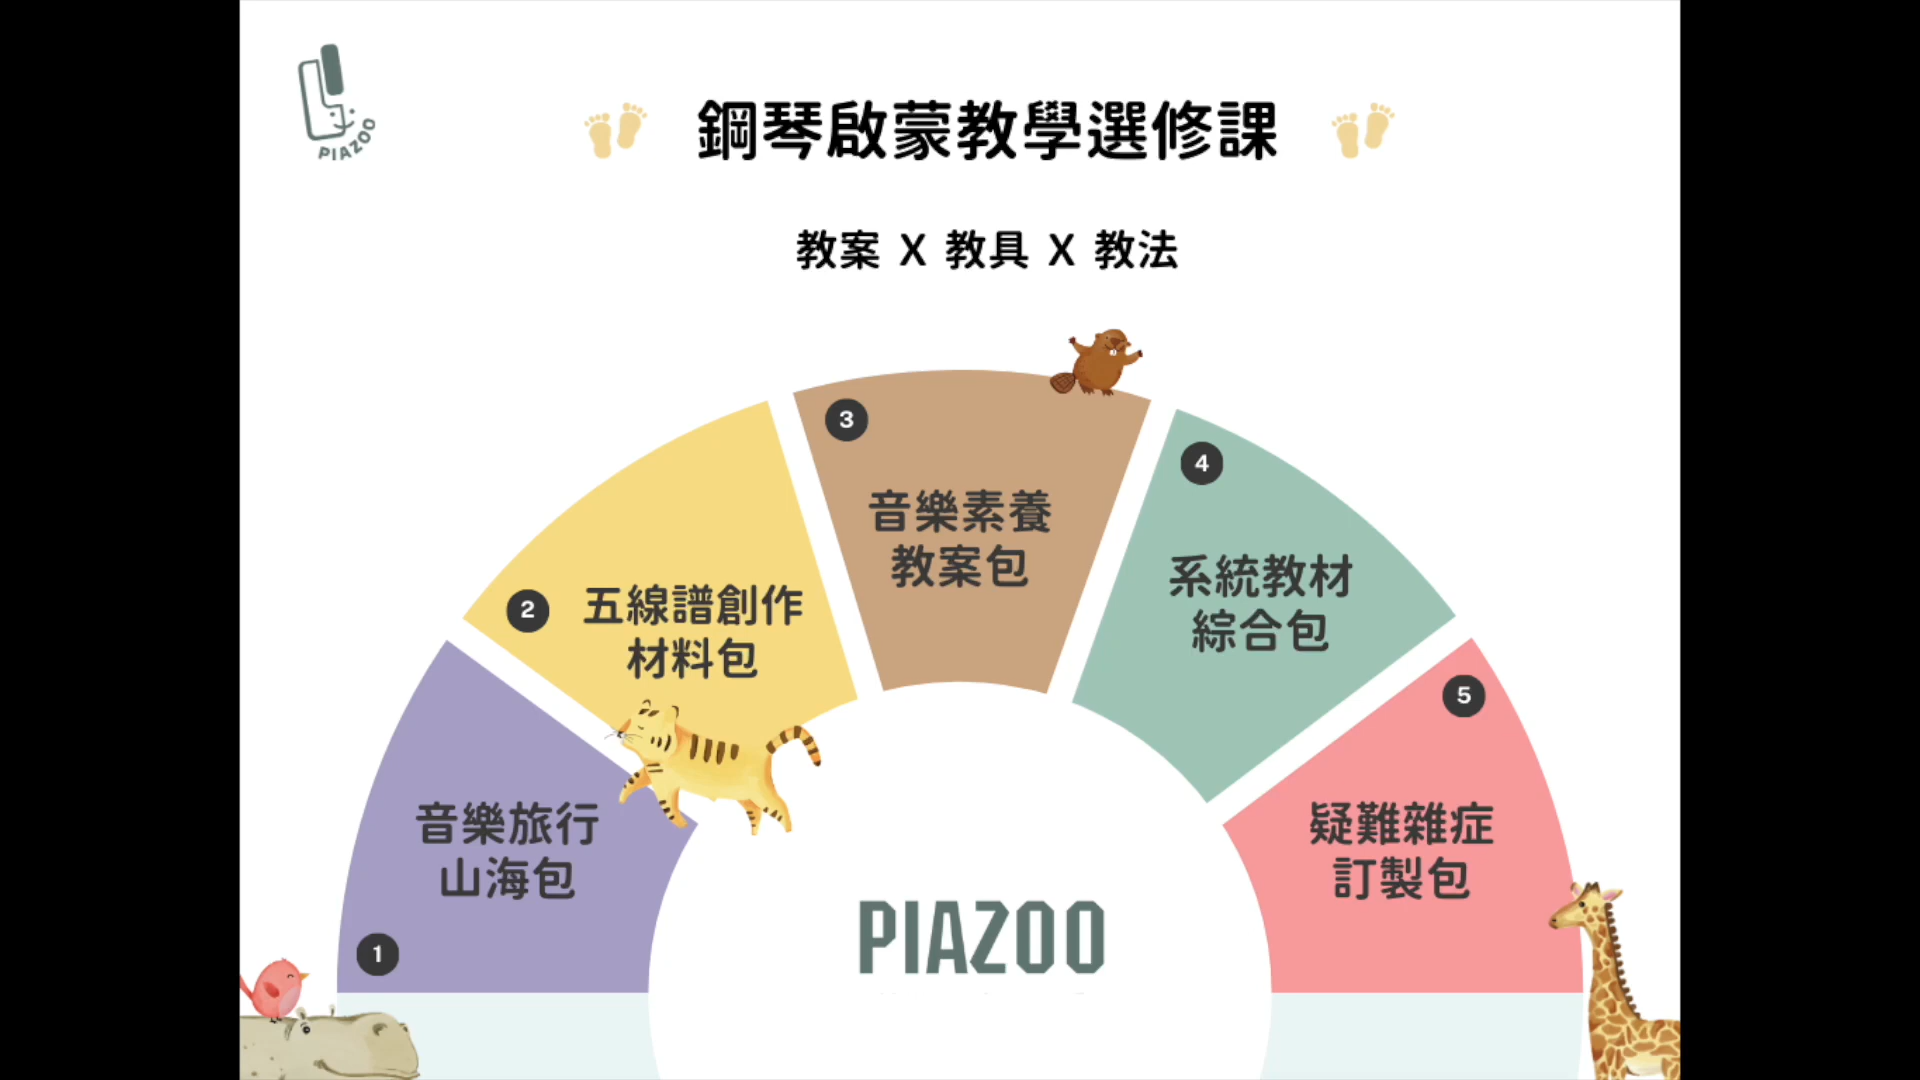 PIAZOO
鋼琴啟蒙教學選修課
教案 X 教具 X 教法
1
音樂旅行
山海包
2
五線譜創作
材料包
3
音樂素養
教案包
4
系統教材
綜合包
5
疑難雜症
訂製包
PIAZOO